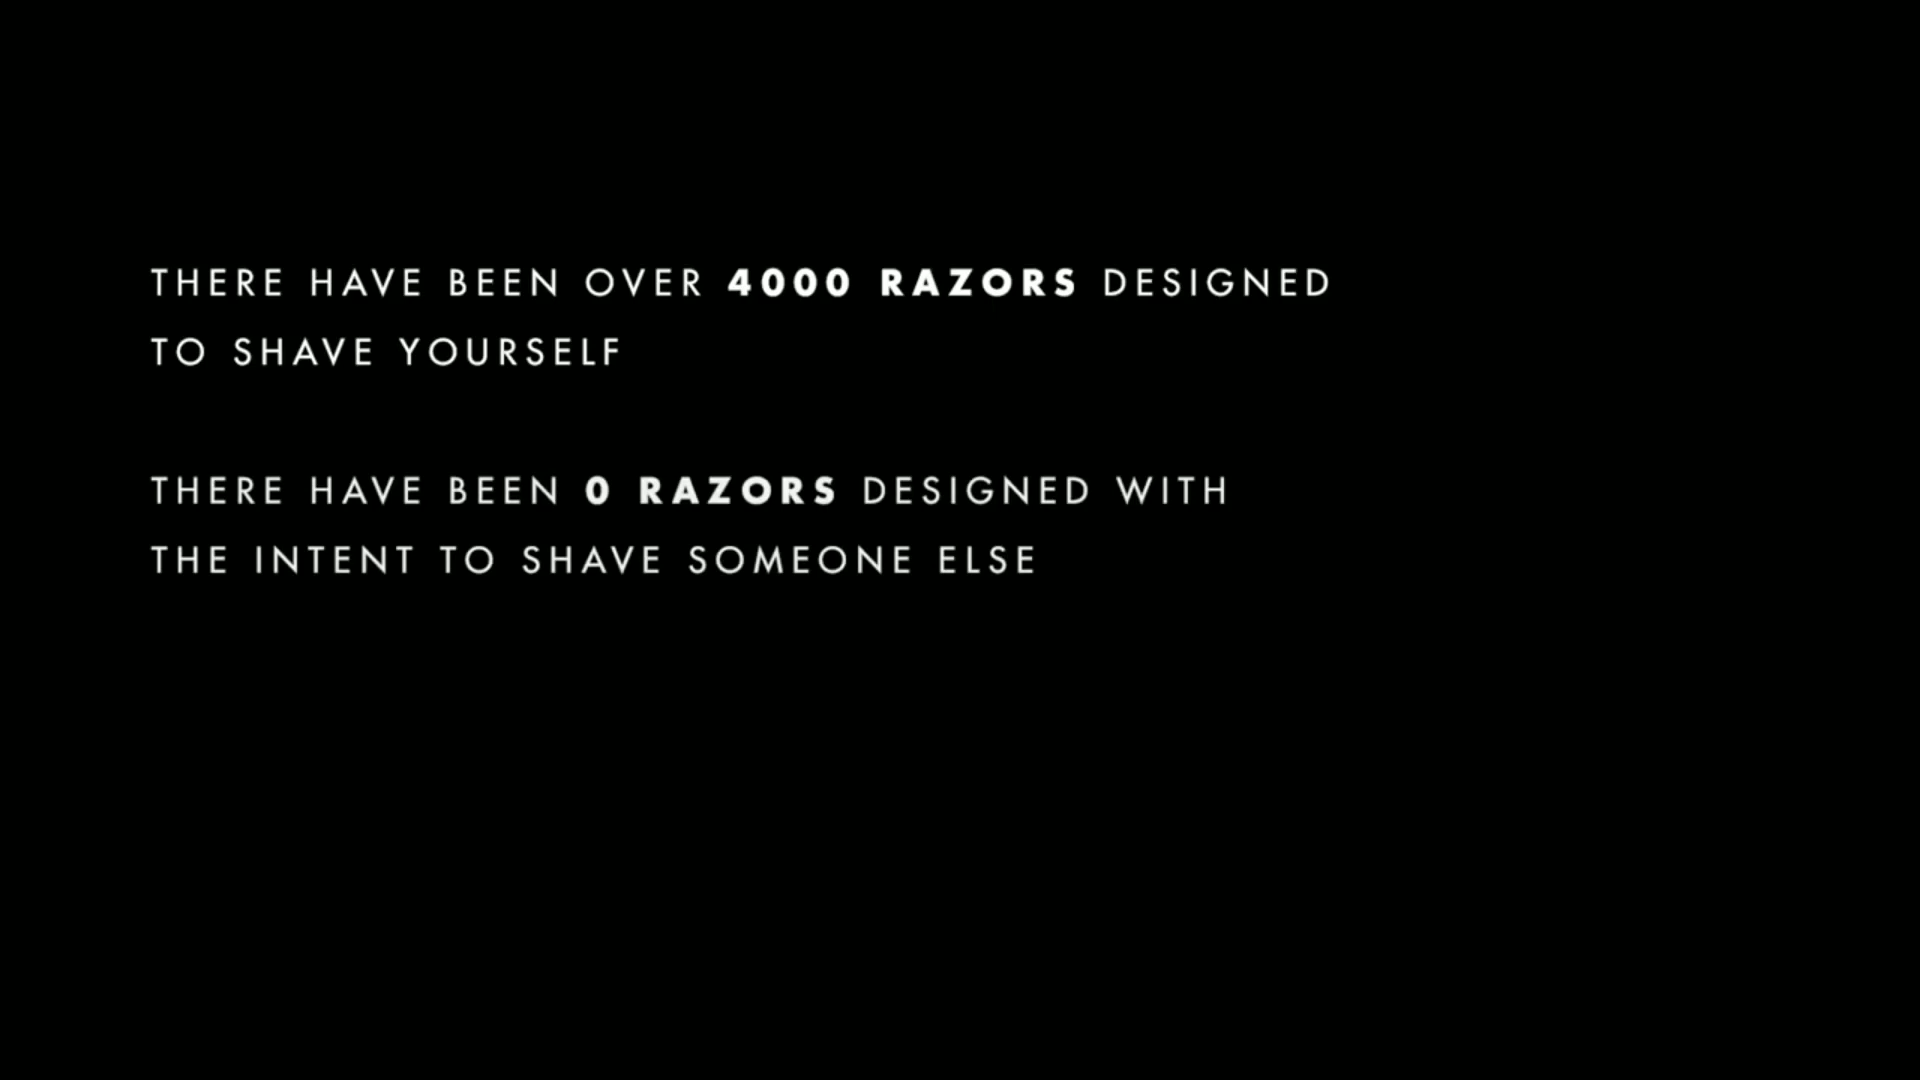 THERE HAVE BEEN OVER 4000 RAZORS DESIGNED
TO SHAVE YOURSELF
THERE HAVE BEEN 0 RAZORS DESIGNED WITH
THE INTENT TO SHAVE SOMEONE ELSE